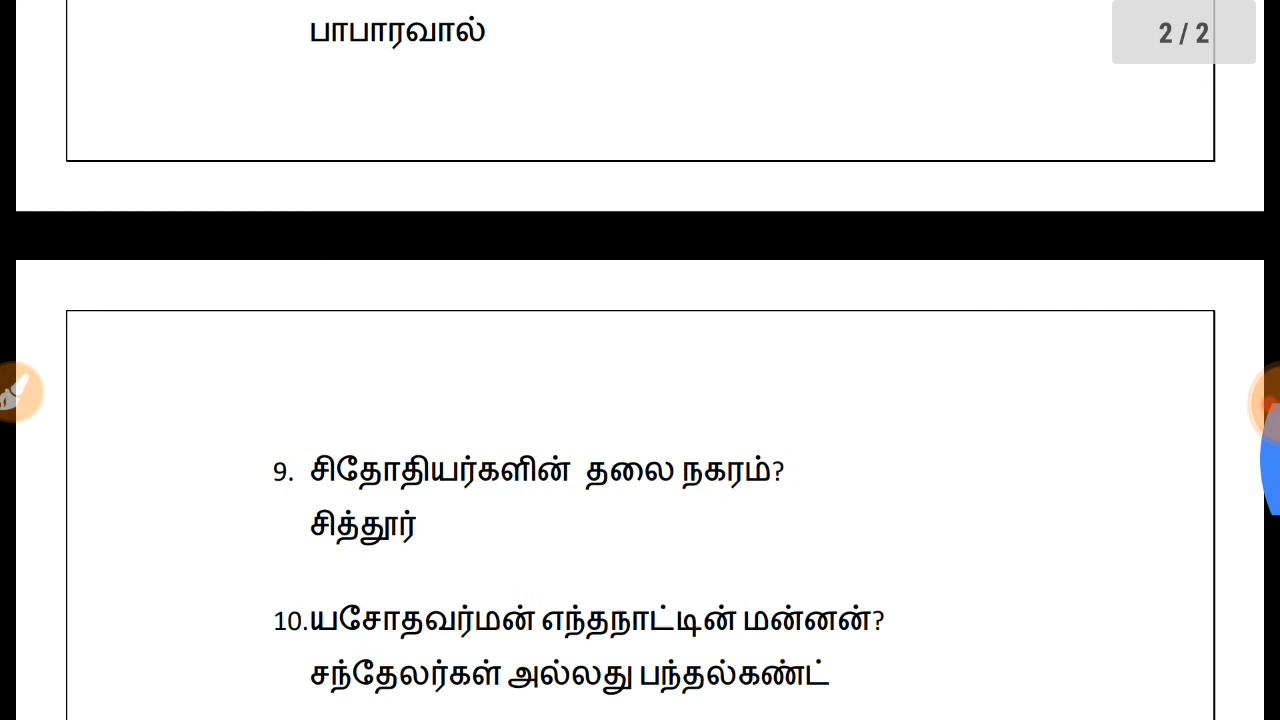 பாபாரவால்
2 / 2
9. சிதோதியர்களின் தலை நகரம்?
சித்தூர்
10.யசோதவர்மன் எந்தநாட்டின் மன்னன்?
சந்தேலர்கள் அல்லது பந்தல்கண்ட்